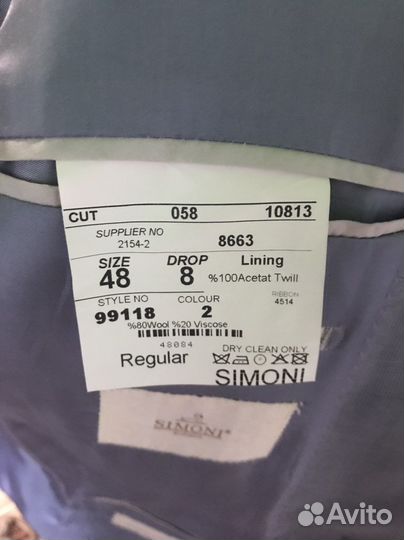 CUT 058 10813
SUPPLIER NO
2154-2 8663
SIZE DROP Lining
48 8 %100Acetat Twill
STYLE NO COLOUR RIBBON
99118 2 4514
%80Wool %20 Viscose
48084 DRY CLEAN ONLY
Regular
SIMONI
SIMONI®
Avito